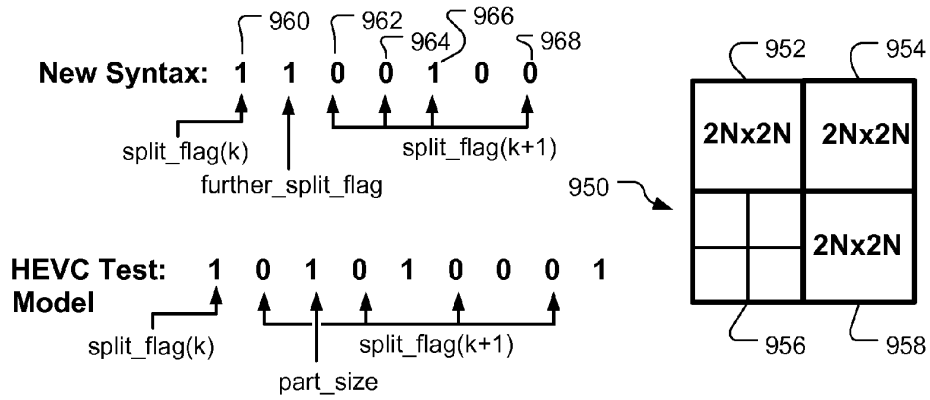 960 962 966
964 968
New Syntax: 1 1 0 0 1 0 0
split_flag(k) split_flag(k+1)
further_split_flag
HEVC Test: 1 0 1 0 1 0 0 0 1
Model
split_flag(k) split_flag(k+1)
part_size
952 954
2Nx2N 2Nx2N
950
2Nx2N
956 958